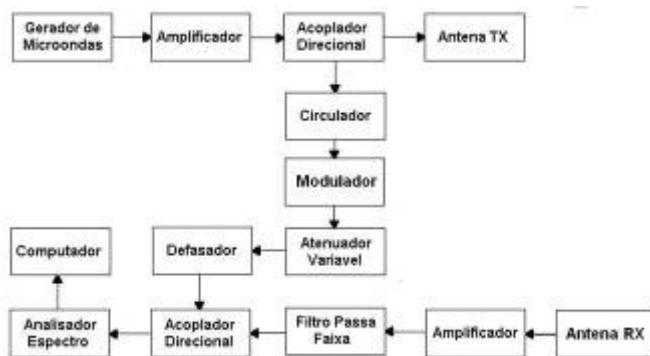 Gerador de
Microondas
Amplificador
Acoplador
Direcional
Antena TX
Circulador
Modulador
Computador
Defasador
Atenuador
Variavel
Analisador
Espectro
Acoplador
Direcional
Filtro Passa
Faixa
Amplificador
Antena RX